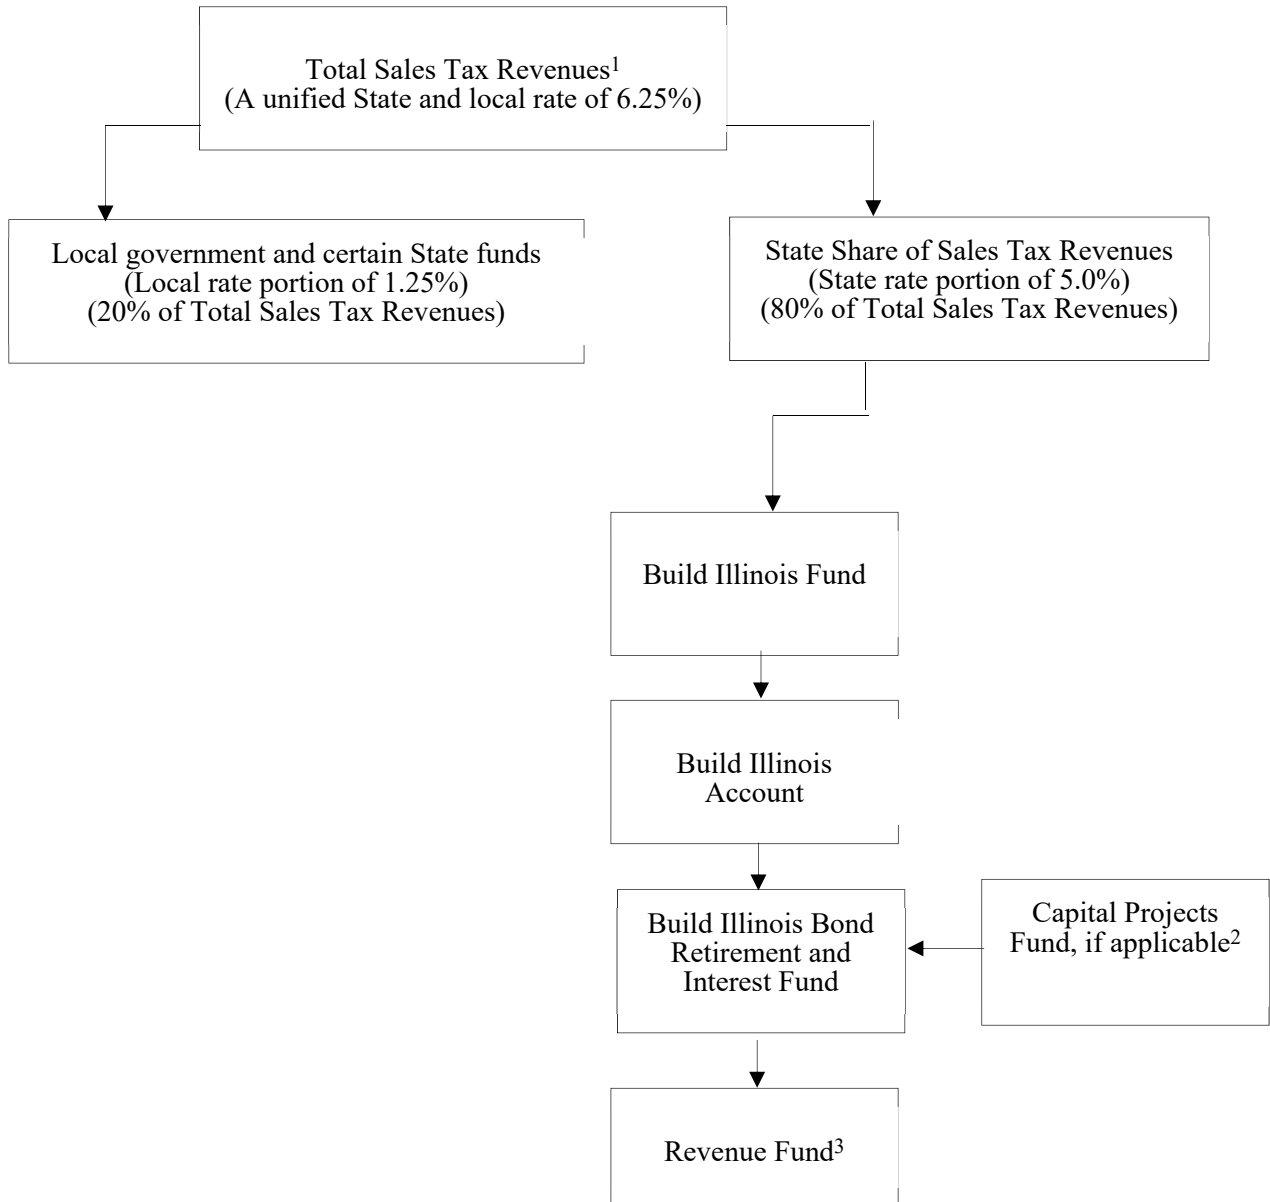 Total Sales Tax Revenues1
(A unified State and local rate of 6.25%)
Local government and certain State funds
(Local rate portion of 1.25%)
(20% of Total Sales Tax Revenues)
State Share of Sales Tax Revenues
(State rate portion of 5.0%)
(80% of Total Sales Tax Revenues)
Build Illinois Fund
Build Illinois
Account
Build Illinois Bond
Retirement and
Interest Fund
Capital Projects
Fund, if applicable2
Revenue Fund3